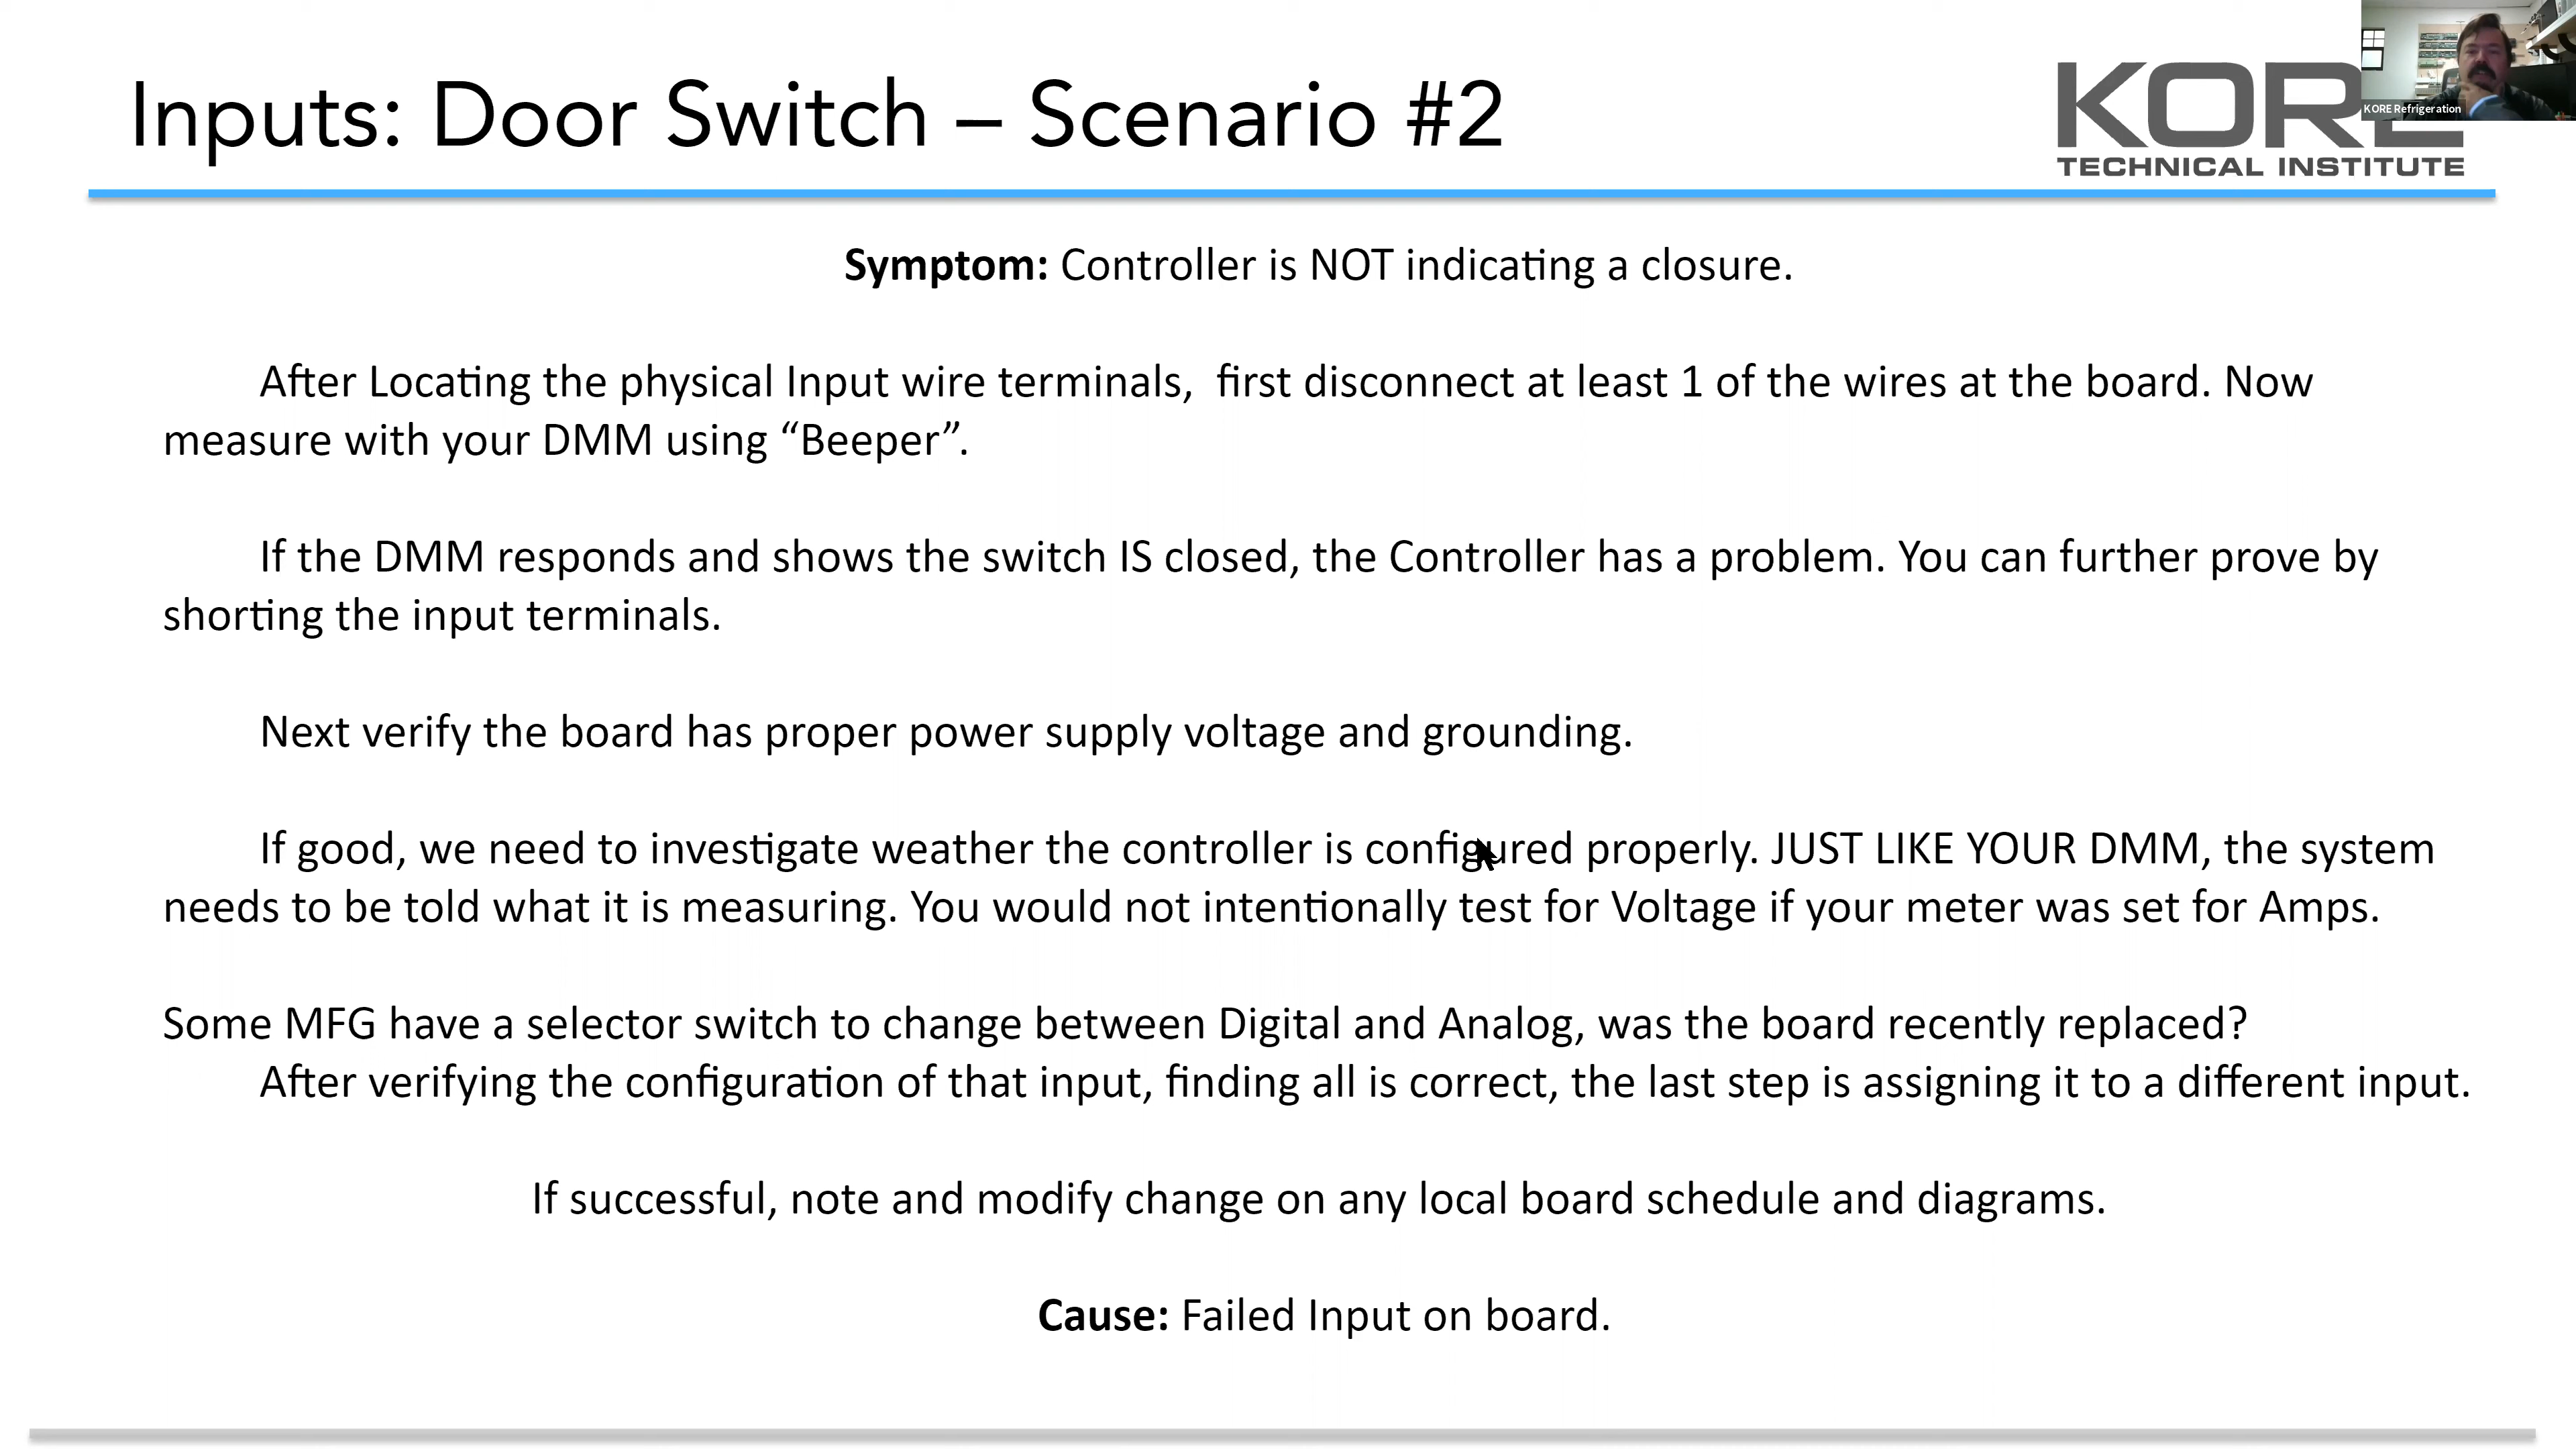 Inputs: Door Switch – Scenario #2
KORE
TECHNICAL INSTITUTE
KORE Refrigeration
Symptom: Controller is NOT indicating a closure.
After Locating the physical Input wire terminals,  first disconnect at least 1 of the wires at the board. Now
measure with your DMM using “Beeper”.
If the DMM responds and shows the switch IS closed, the Controller has a problem. You can further prove by
shorting the input terminals.
Next verify the board has proper power supply voltage and grounding.
If good, we need to investigate weather the controller is configured properly. JUST LIKE YOUR DMM, the system
needs to be told what it is measuring. You would not intentionally test for Voltage if your meter was set for Amps.
Some MFG have a selector switch to change between Digital and Analog, was the board recently replaced?
After verifying the configuration of that input, finding all is correct, the last step is assigning it to a different input.
If successful, note and modify change on any local board schedule and diagrams.
Cause: Failed Input on board.